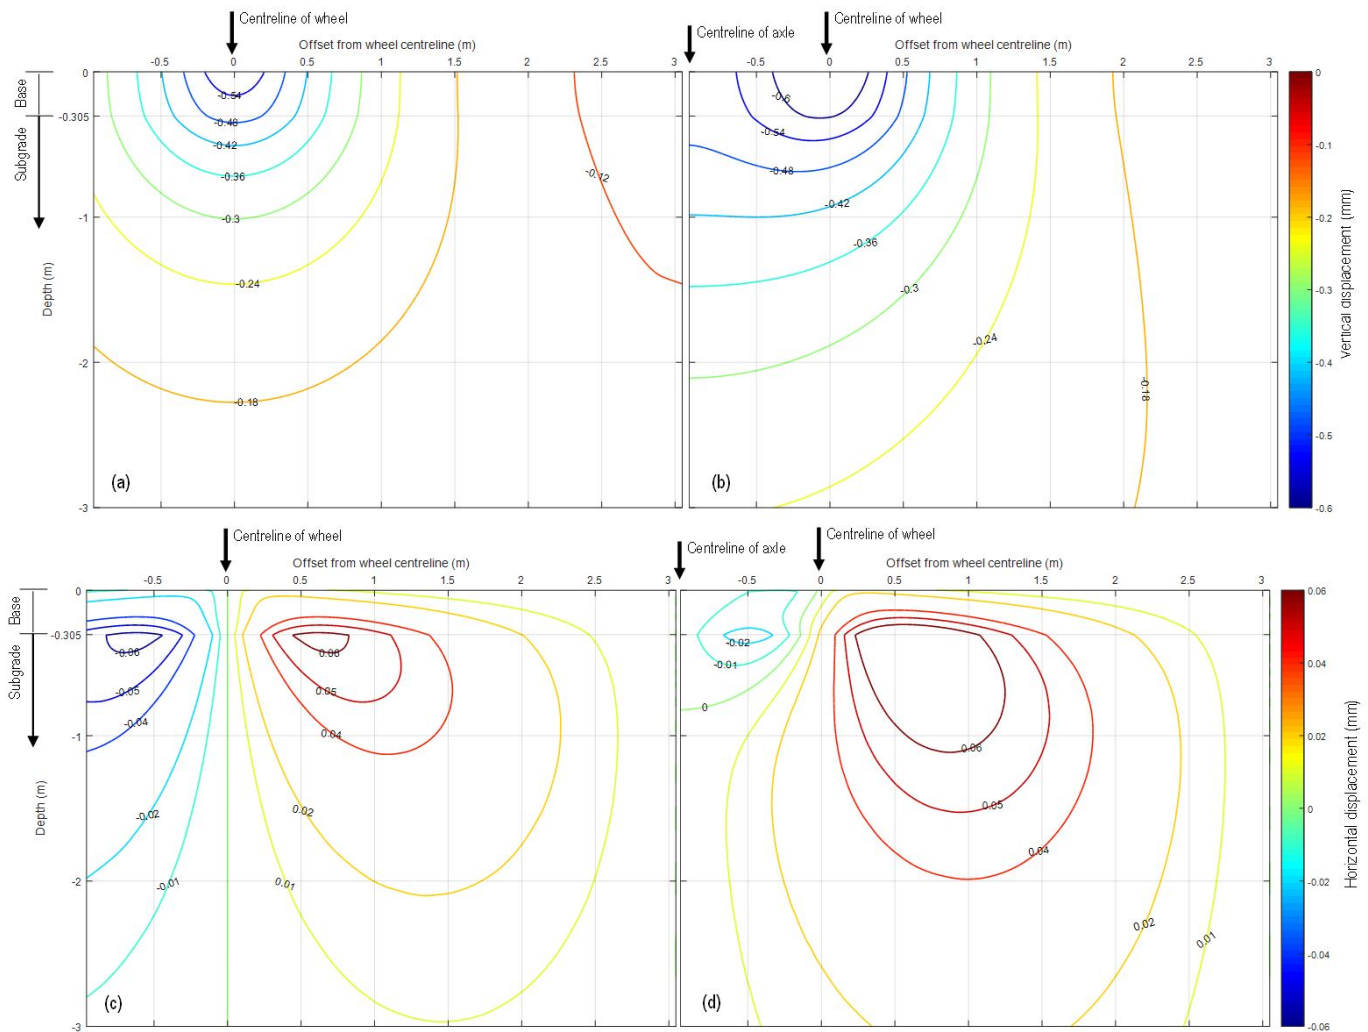 Centreline of wheel
Offset from wheel centreline (m)
-0.5 0 0.5 1 1.5 2 2.5 3
Base
Subgrade
Depth (m)
0
-0.305
-1
-2
-3
-0.54
-0.48
-0.42
-0.36
-0.3
-0.24
-0.18
-0.12
(a)
Centreline of axle
Centreline of wheel
Offset from wheel centreline (m)
-0.5 0 0.5 1 1.5 2 2.5 3
-0.6
-0.54
-0.48
-0.42
-0.36
-0.3
-0.24
-0.18
(b)
0
-0.1
-0.2
-0.3
-0.4
-0.5
-0.6
Vertical displacement (mm)
Centreline of wheel
Offset from wheel centreline (m)
-0.5 0 0.5 1 1.5 2 2.5 3
Base
Subgrade
Depth (m)
0
-0.305
-1
-2
-3
-0.06
-0.05
-0.04
-0.02
-0.01
0.06
0.05
0.04
0.02
0.01
(c)
Centreline of axle
Centreline of wheel
Offset from wheel centreline (m)
-0.5 0 0.5 1 1.5 2 2.5 3
-0.02
-0.01
0
0.06
0.05
0.04
0.02
0.01
(d)
0.06
0.04
0.02
0
-0.02
-0.04
-0.06
Horizontal displacement (mm)